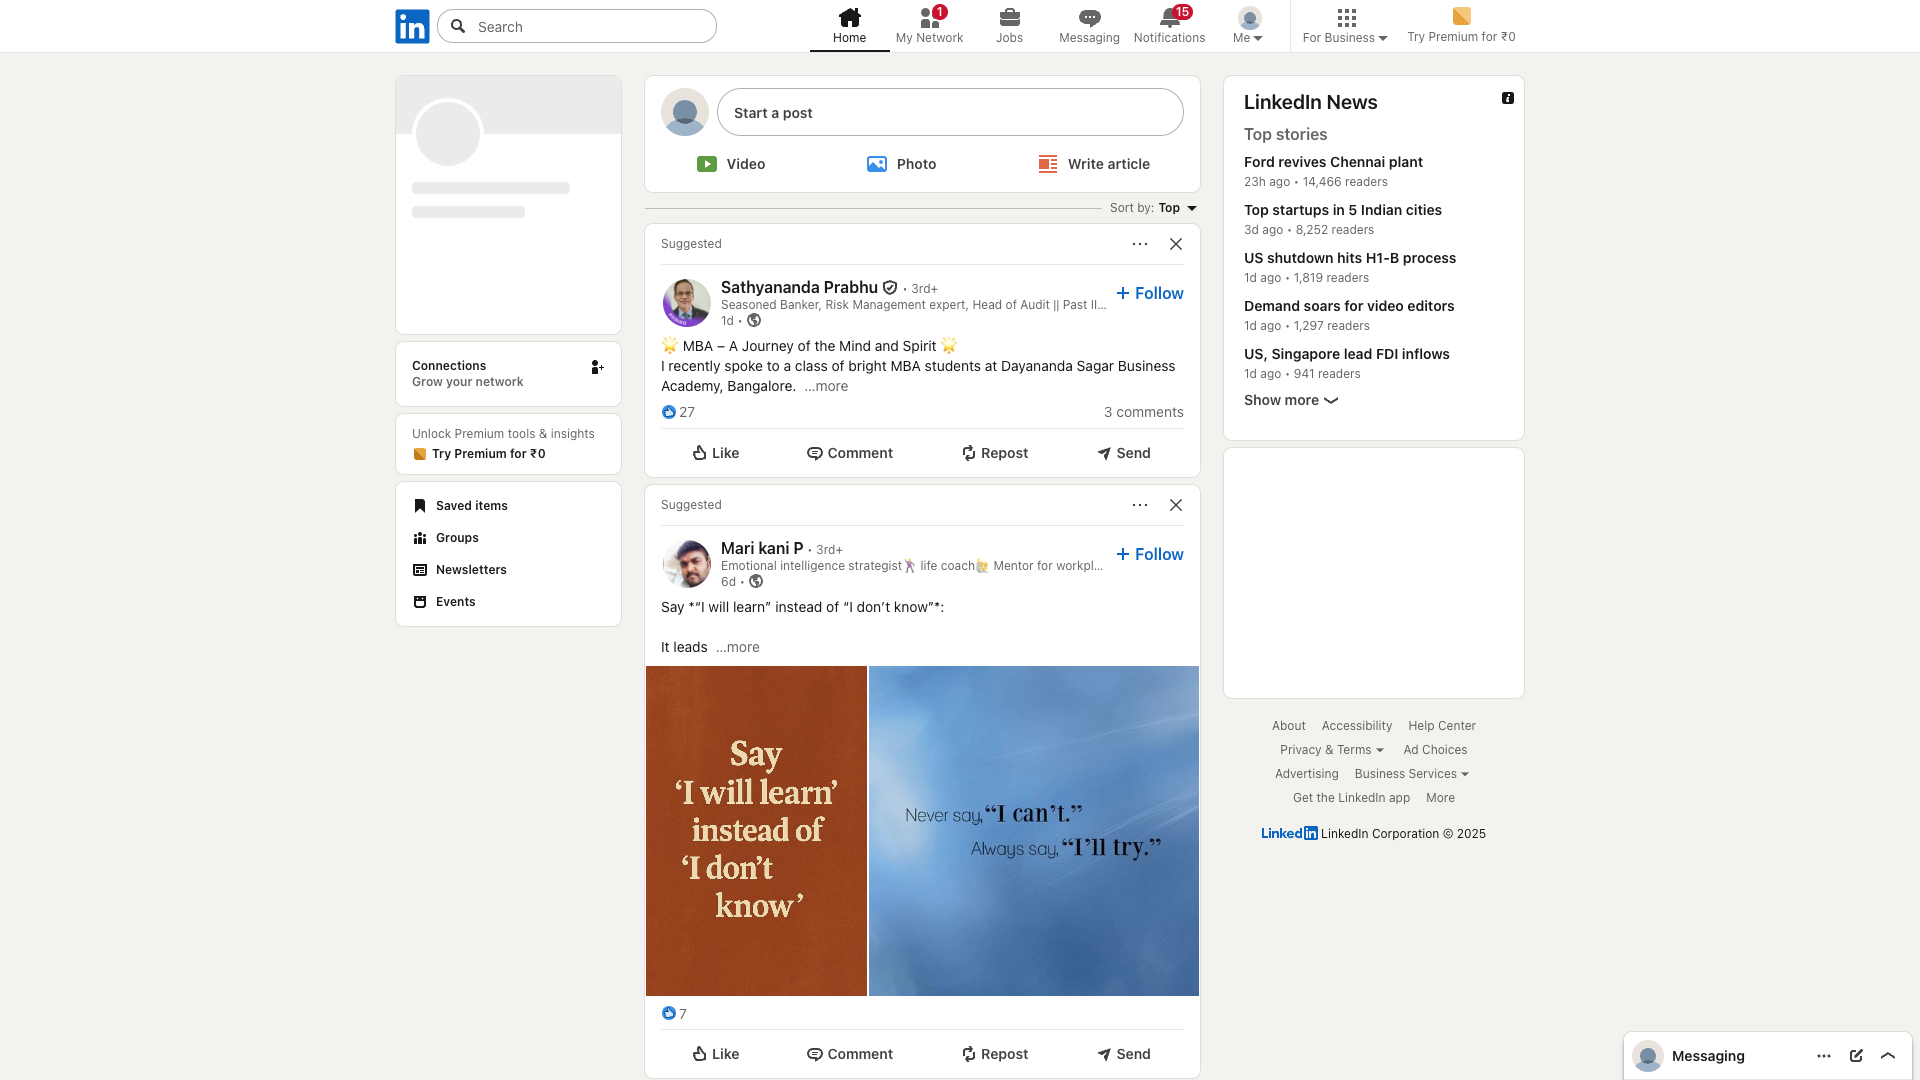 in
Search
Home
1
My Network
Jobs
Messaging
15
Notifications
Me
For Business
Try Premium for ₹0
Connections
Grow your network
Unlock Premium tools & insights
Try Premium for ₹0
Saved items
Groups
Newsletters
Events
Start a post
Video
Photo
Write article
Sort by: Top
Suggested
Sathyananda Prabhu • 3rd+
Seasoned Banker, Risk Management expert, Head of Audit || Past II...
1d •
+ Follow
🌟 MBA – A Journey of the Mind and Spirit 🌟
I recently spoke to a class of bright MBA students at Dayananda Sagar Business
Academy, Bangalore. ...more
27
3 comments
Like
Comment
Repost
Send
Suggested
Mari kani P • 3rd+
Emotional intelligence strategist life coach Mentor for workpl...
6d •
+ Follow
Say *“I will learn” instead of “I don’t know”*:
It leads ...more
Say
‘I will learn’
instead of
‘I don’t
know’
Never say, “I can’t.”
Always say, “I’ll try.”
7
Like
Comment
Repost
Send
LinkedIn News
Top stories
Ford revives Chennai plant
23h ago • 14,466 readers
Top startups in 5 Indian cities
3d ago • 8,252 readers
US shutdown hits H1-B process
1d ago • 1,819 readers
Demand soars for video editors
1d ago • 1,297 readers
US, Singapore lead FDI inflows
1d ago • 941 readers
Show more
About Accessibility Help Center
Privacy & Terms Ad Choices
Advertising Business Services
Get the LinkedIn app More
LinkedIn LinkedIn Corporation © 2025
Messaging